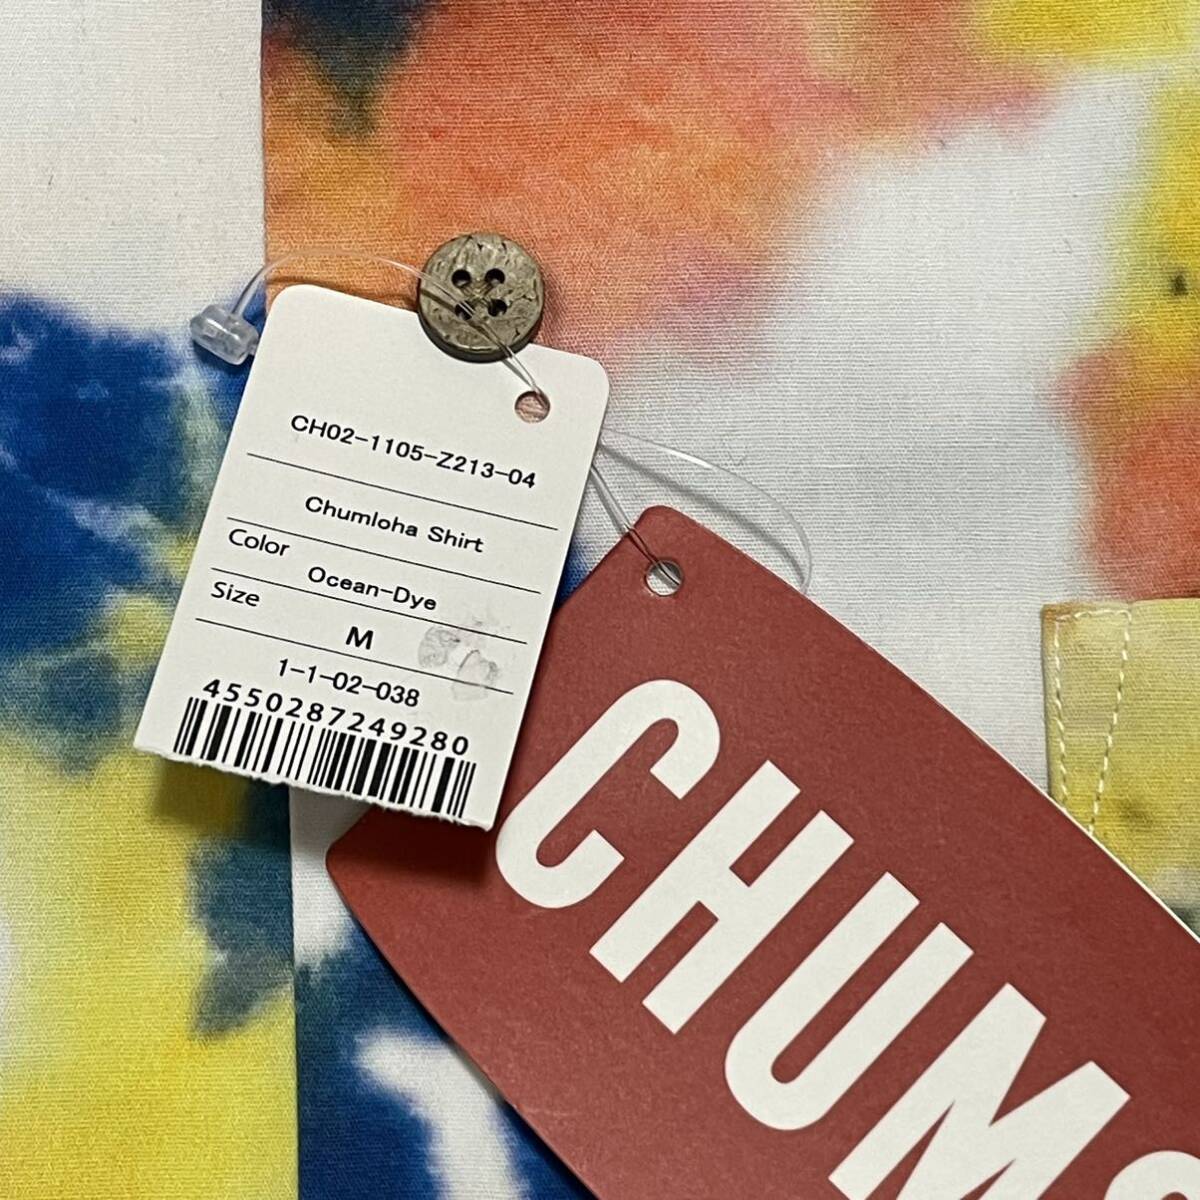 CH02-1105-Z213-04
Chumloha Shirt
Color
Ocean-Dye
Size
M
1-1-02-038
4550287249280
CHUMS